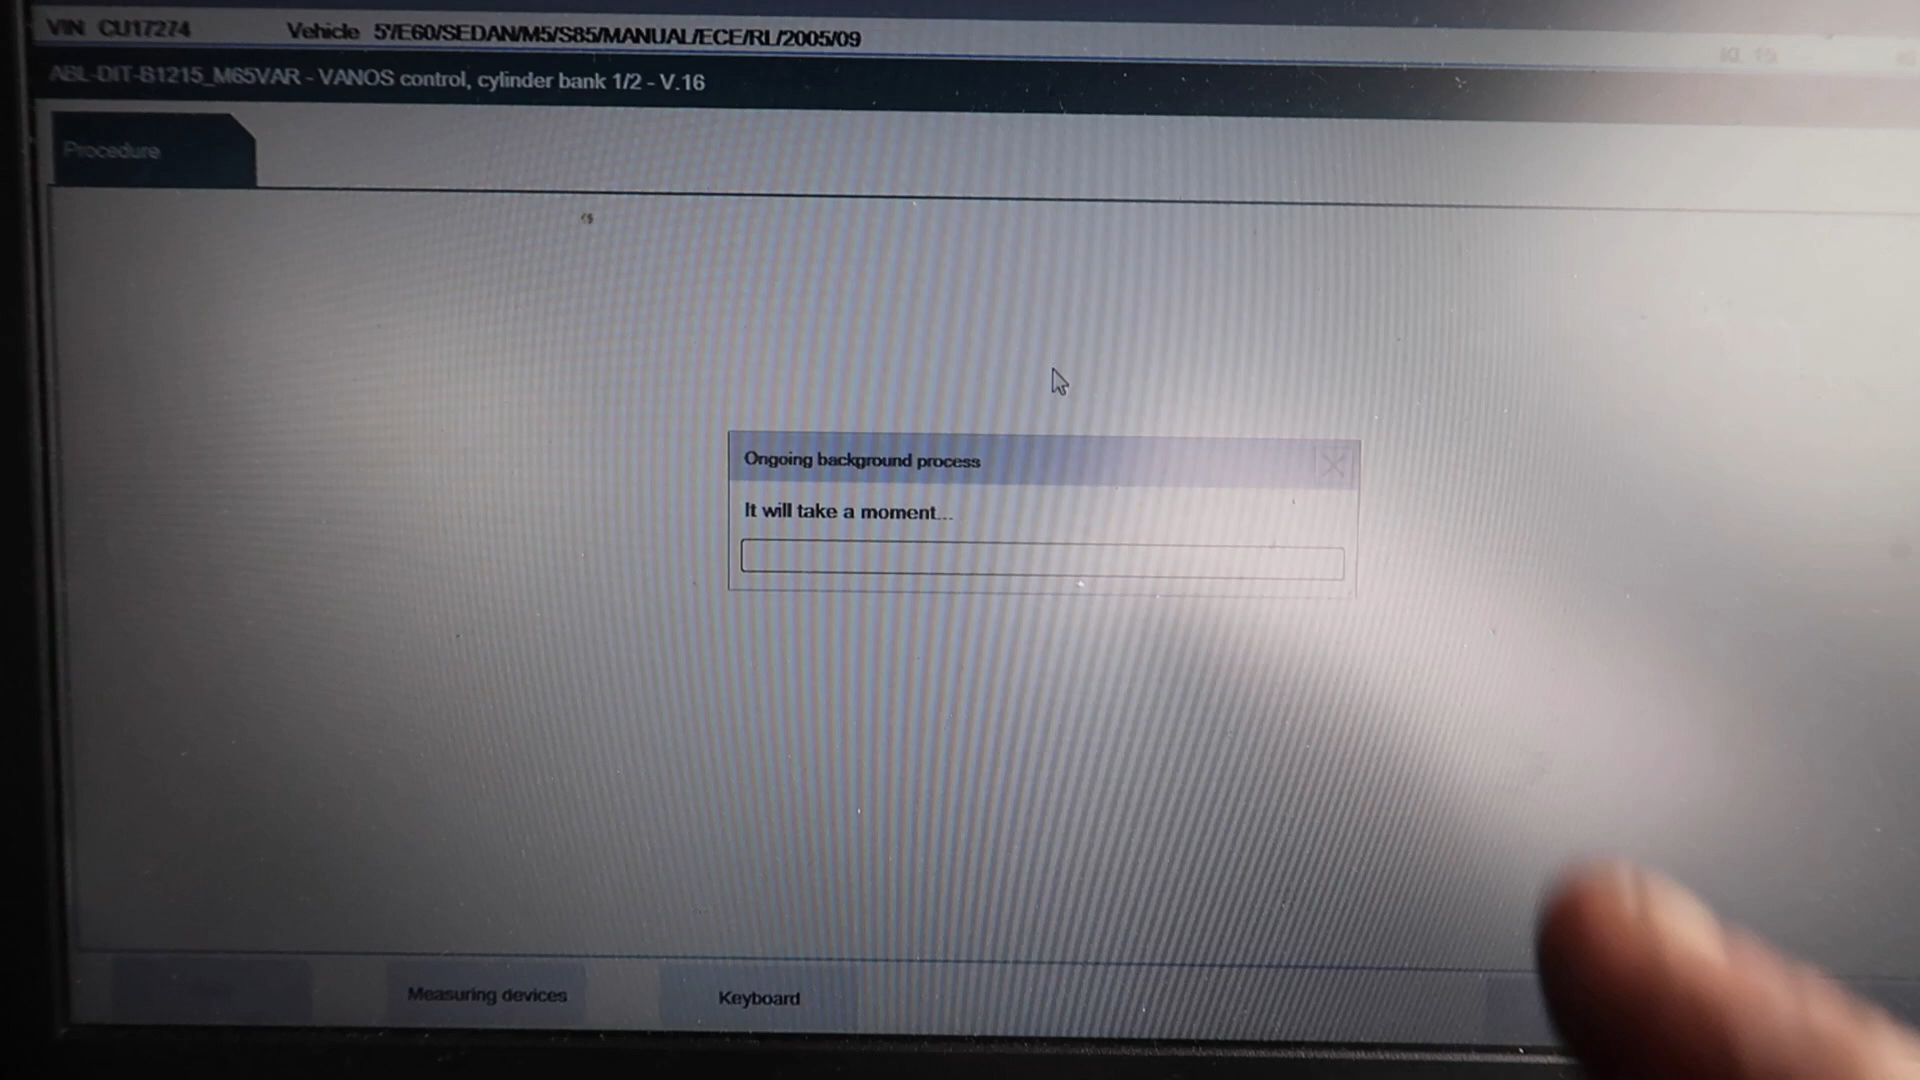 VIN CU17274 Vehicle 5'/E60/SEDAN/M5/S85/MANUAL/ECE/RL/2005/09
ABL-DIT-B1215_M65VAR - VANOS control, cylinder bank 1/2 - V.16
Procedure
Ongoing background process
It will take a moment...
Measuring devices Keyboard